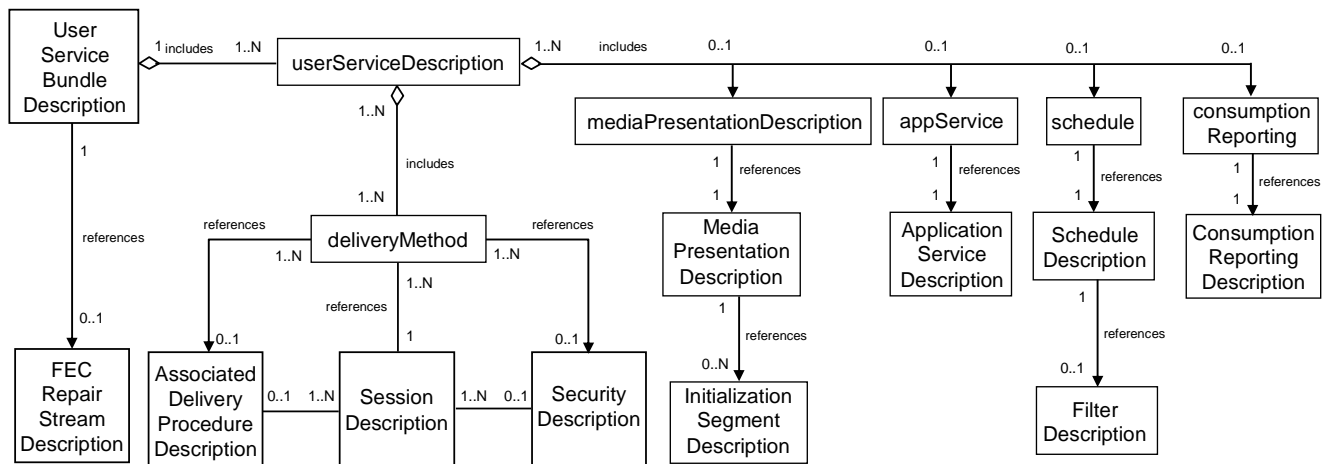 User
Service
Bundle
Description
1 includes
1..N
userServiceDescription
1..N
includes
0..1
0..1
0..1
0..1
1..N
includes
1..N
mediaPresentationDescription
appService
schedule
consumption
Reporting
1
references
1
1
references
1
1
references
1
1
references
1
1
references
0..1
references
deliveryMethod
references
1..N
1..N
1..N
references
0..1
1
0..1
Media
Presentation
Description
Application
Service
Description
Schedule
Description
Consumption
Reporting
Description
1
references
0..N
1
references
0..1
FEC
Repair
Stream
Description
Associated
Delivery
Procedure
Description
0..1
1..N
Session
Description
1..N
0..1
Security
Description
Initialization
Segment
Description
Filter
Description